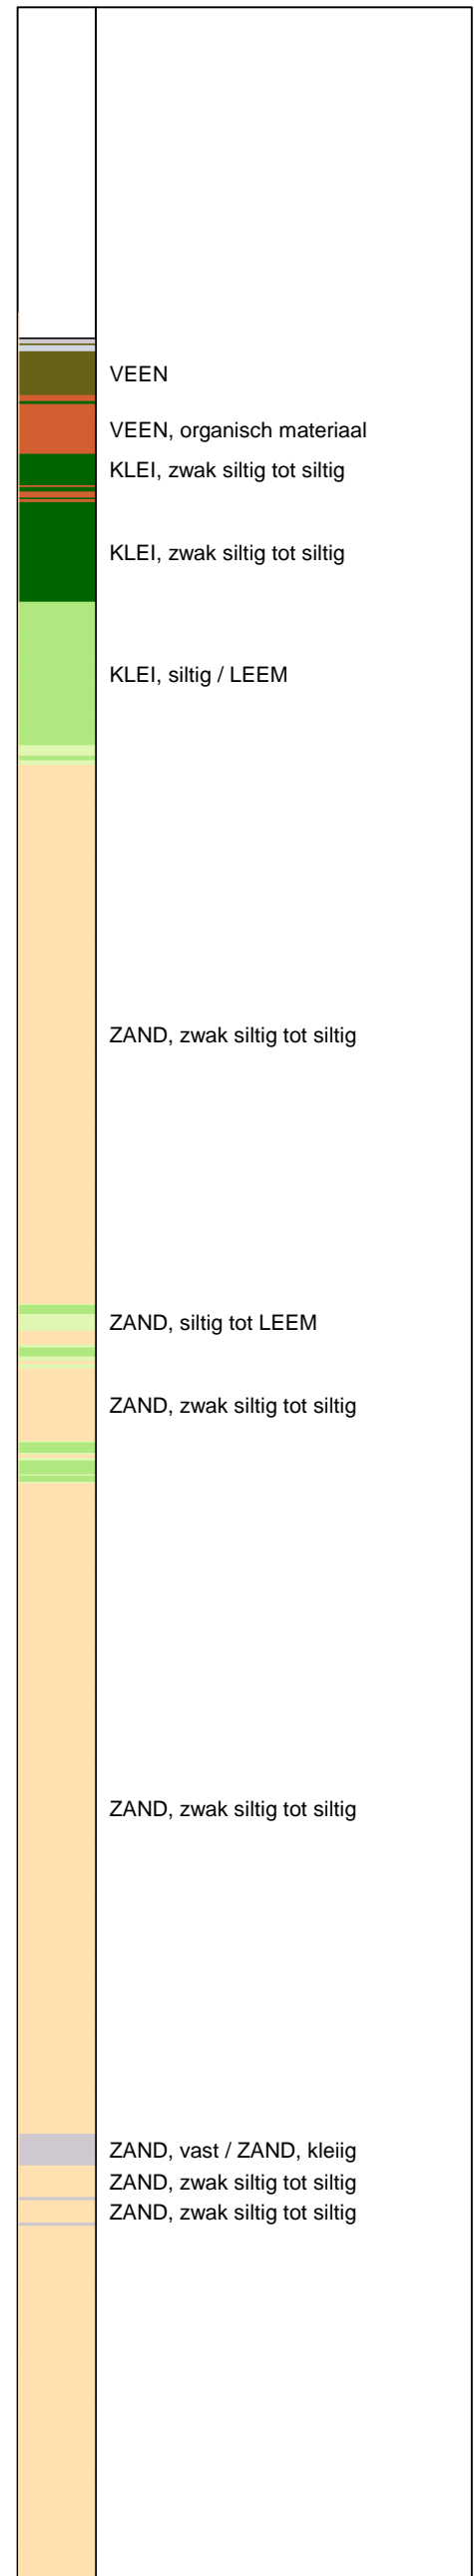 VEEN
VEEN, organisch materiaal
KLEI, zwak siltig tot siltig
KLEI, zwak siltig tot siltig
KLEI, siltig / LEEM
ZAND, zwak siltig tot siltig
ZAND, siltig tot LEEM
ZAND, zwak siltig tot siltig
ZAND, zwak siltig tot siltig
ZAND, vast / ZAND, kleiig
ZAND, zwak siltig tot siltig
ZAND, zwak siltig tot siltig